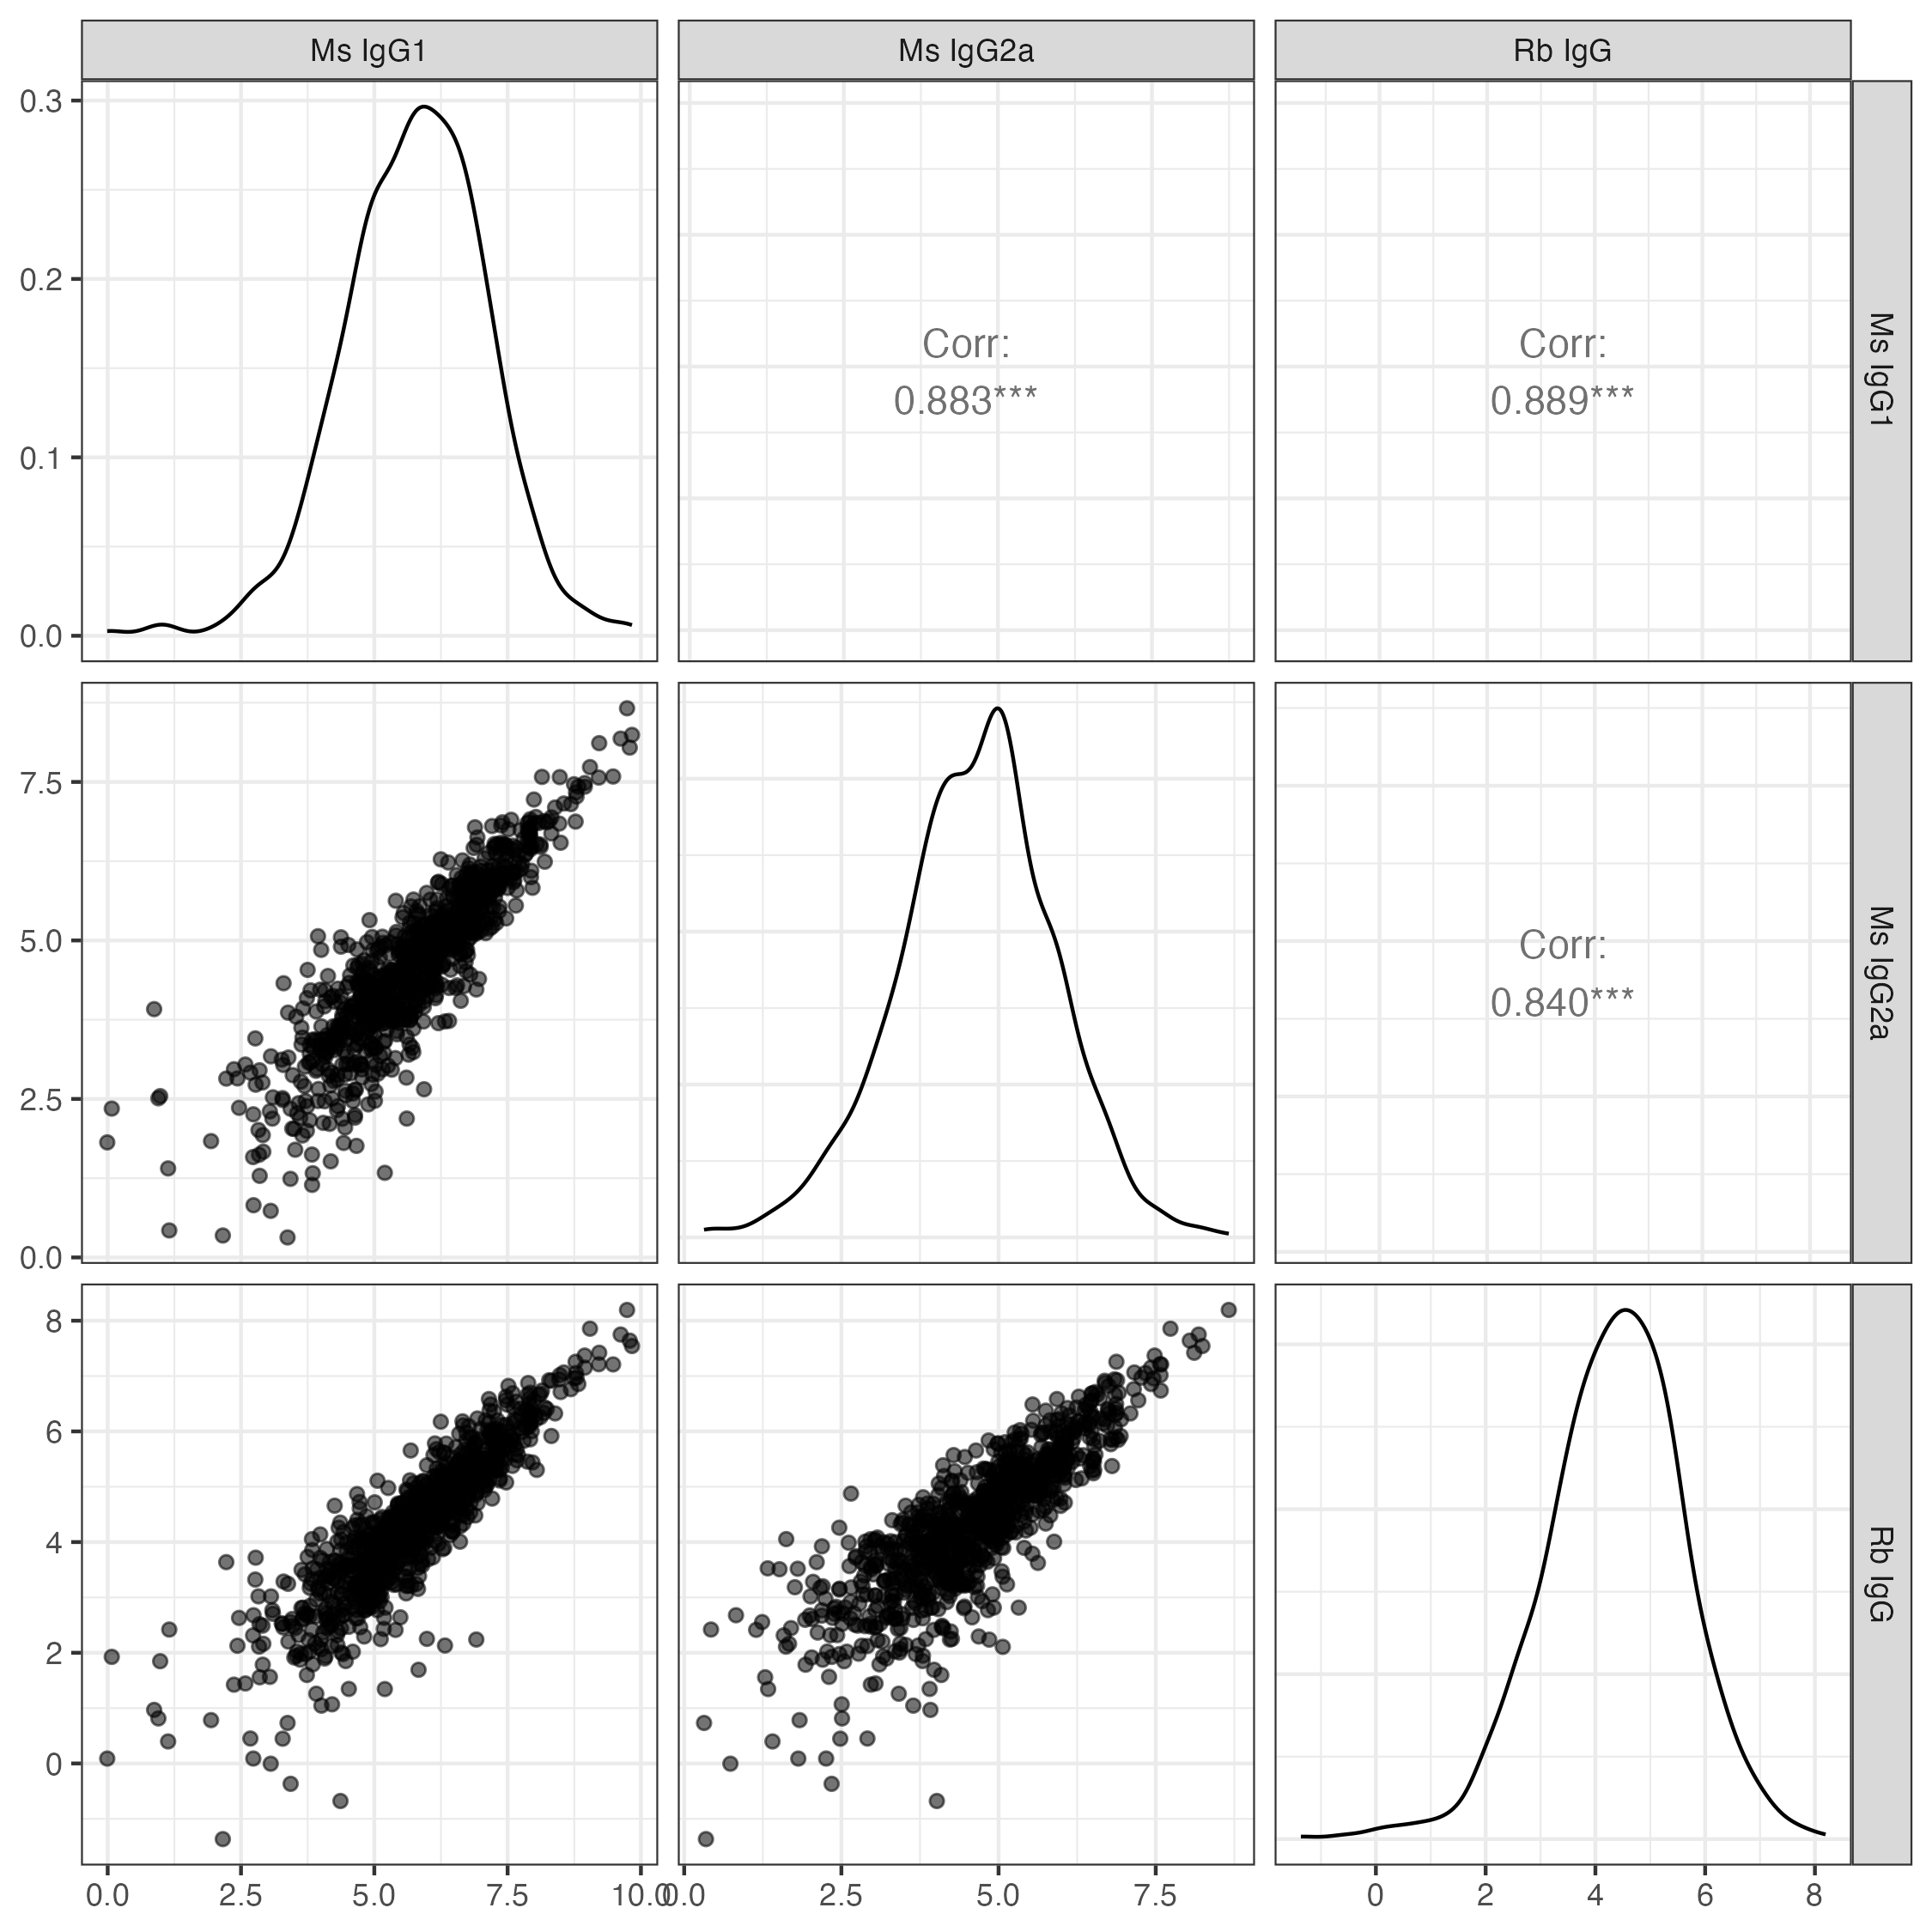 Ms IgG1
Ms IgG2a
Rb IgG
0.3
0.2
0.1
0.0
Corr:
0.883***
Corr:
0.889***
Ms IgG1
7.5
5.0
2.5
0.0
Corr:
0.840***
Ms IgG2a
8
6
4
2
0
Rb IgG
0.0 2.5 5.0 7.5 10.0
0.0 2.5 5.0 7.5
0 2 4 6 8